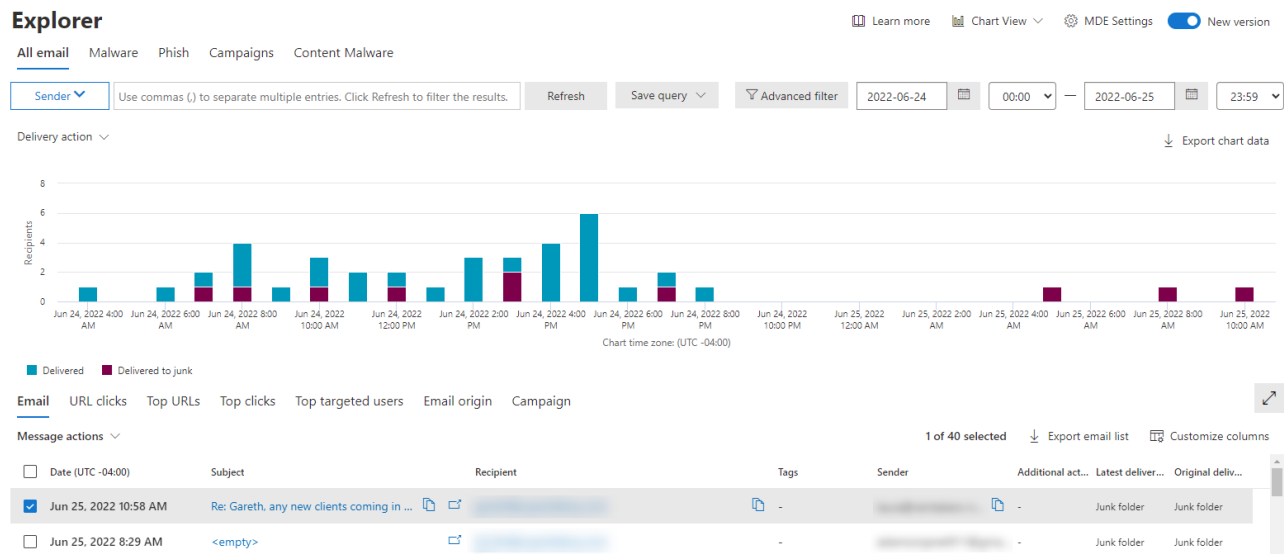 Explorer
Learn more Chart View MDE Settings New version
All email Malware Phish Campaigns Content Malware
Sender Use commas (,) to separate multiple entries. Click Refresh to filter the results. Refresh Save query Advanced filter 2022-06-24 00:00 — 2022-06-25 23:59
Delivery action
Export chart data
8
6
4
2
0
Recipients
Jun 24, 2022 4:00 AM
Jun 24, 2022 6:00 AM
Jun 24, 2022 8:00 AM
Jun 24, 2022 10:00 AM
Jun 24, 2022 12:00 PM
Jun 24, 2022 2:00 PM
Jun 24, 2022 4:00 PM
Jun 24, 2022 6:00 PM
Jun 24, 2022 8:00 PM
Jun 24, 2022 10:00 PM
Jun 25, 2022 12:00 AM
Jun 25, 2022 2:00 AM
Jun 25, 2022 4:00 AM
Jun 25, 2022 6:00 AM
Jun 25, 2022 8:00 AM
Jun 25, 2022 10:00 AM
Chart time zone: (UTC -04:00)
Delivered Delivered to junk
Email URL clicks Top URLs Top clicks Top targeted users Email origin Campaign
Message actions
1 of 40 selected Export email list Customize columns
Date (UTC -04:00) Subject Recipient Tags Sender Additional act... Latest deliver... Original deliv...
Jun 25, 2022 10:58 AM Re: Gareth, any new clients coming in ... - - Junk folder Junk folder
Jun 25, 2022 8:29 AM <empty> - - Junk folder Junk folder